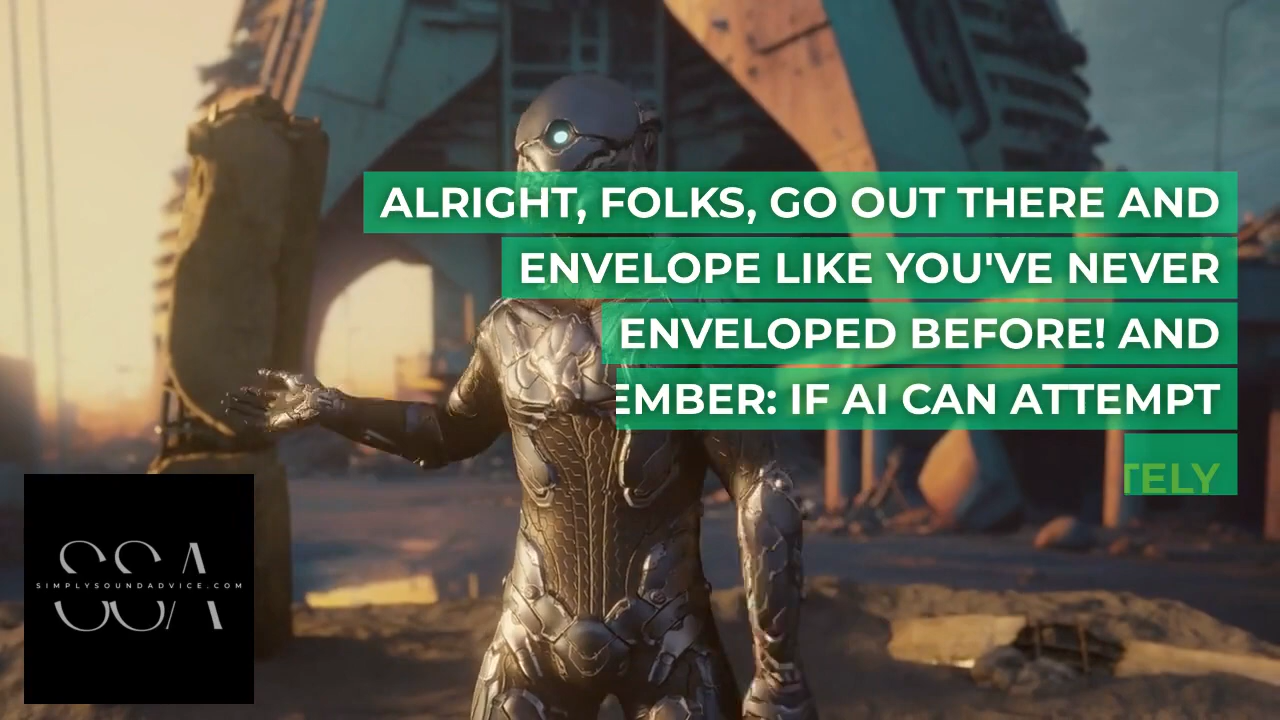 ALRIGHT, FOLKS, GO OUT THERE AND
ENVELOPE LIKE YOU'VE NEVER
ENVELOPED BEFORE! AND
EMBER: IF AI CAN ATTEMPT
TELY
SSA
SIMPLYSOUNDADVICE.COM